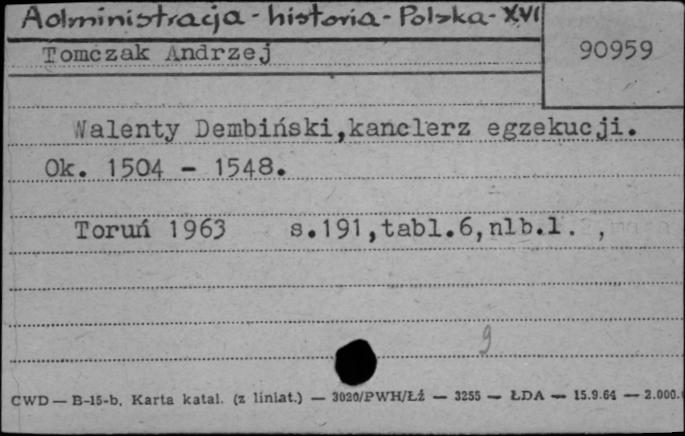 Administracja - historia - Polska - XVI
Tomczak Andrzej
90959
Walenty Dembiński,kanclerz egzekucji.
Ok. 1504 - 1548.
Toruń 1963 s.191,tabl.6,nlb.1. ,
9
CWD — B-15-b. Karta katal. (z liniat.) — 3020/PWH/Łź — 3255 — ŁDA — 15.9.64 — 2.000.